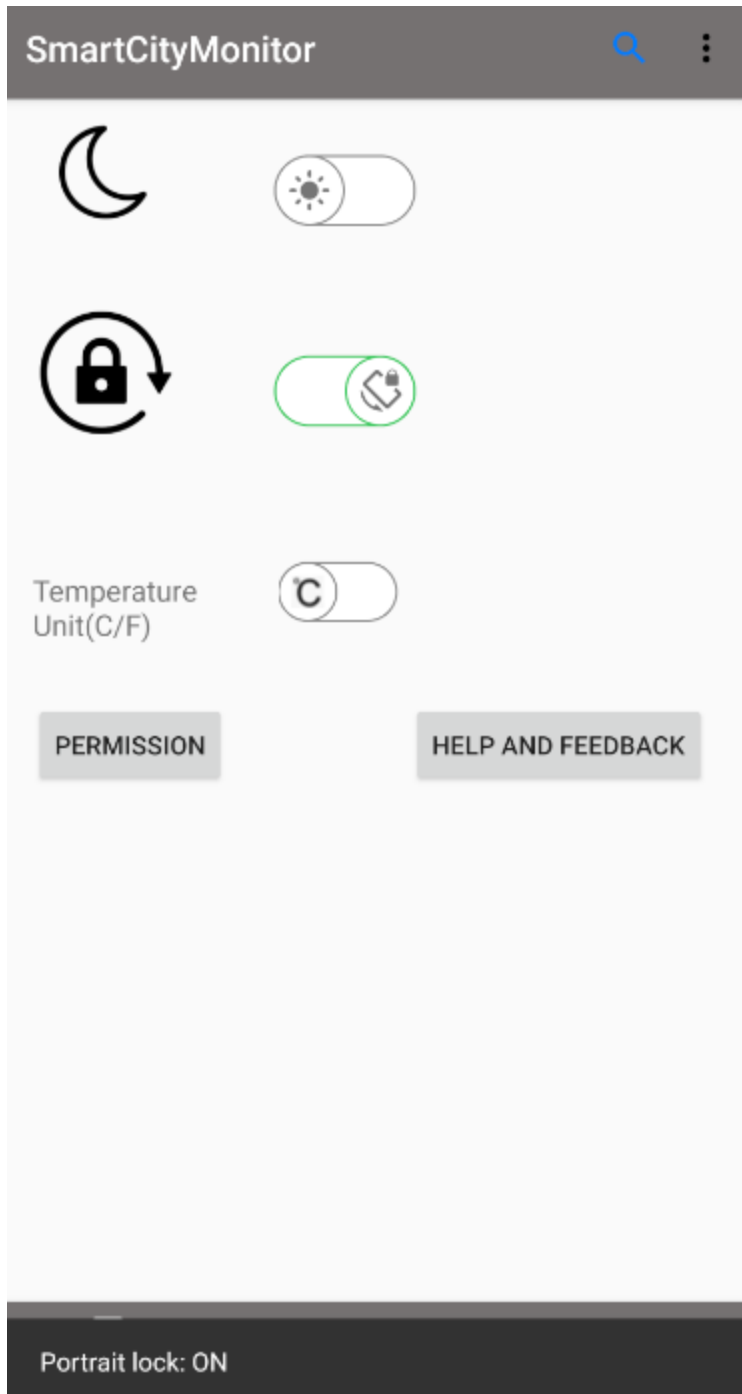 SmartCityMonitor
°C
Temperature
Unit(C/F)
PERMISSION
HELP AND FEEDBACK
Portrait lock: ON